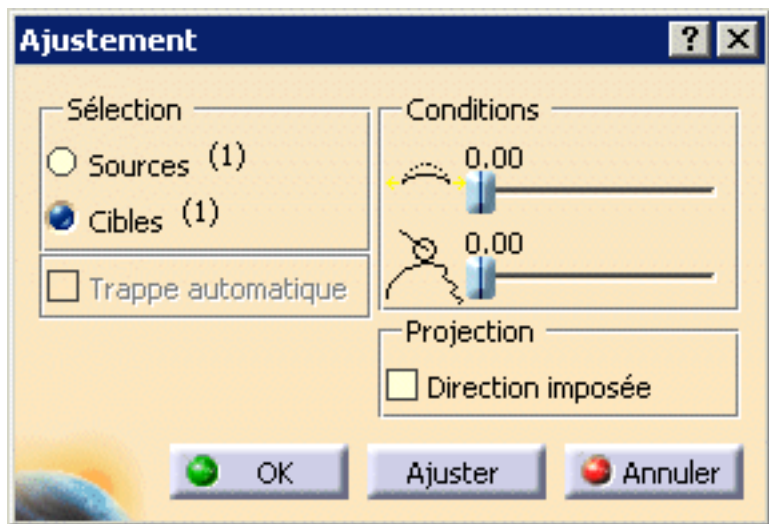 Ajustement
Sélection
Sources (1)
Cibles (1)
Trappe automatique
Conditions
0.00
0.00
Projection
Direction imposée
OK
Ajuster
Annuler